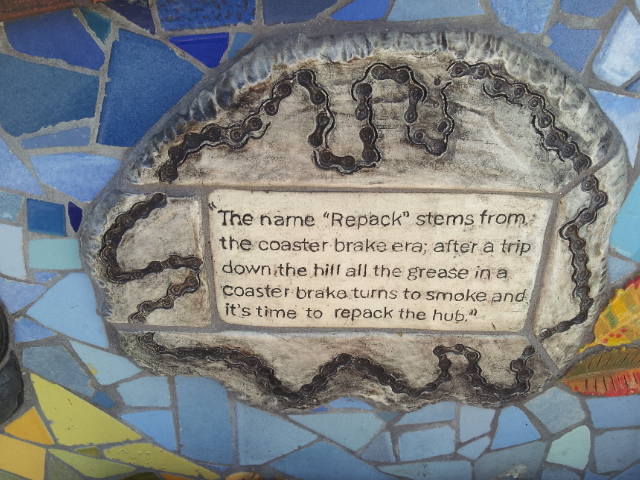 "The name "Repack" stems from
the coaster brake era; after a trip
down the hill all the grease in a
coaster brake turns to smoke and
it's time to repack the hub."